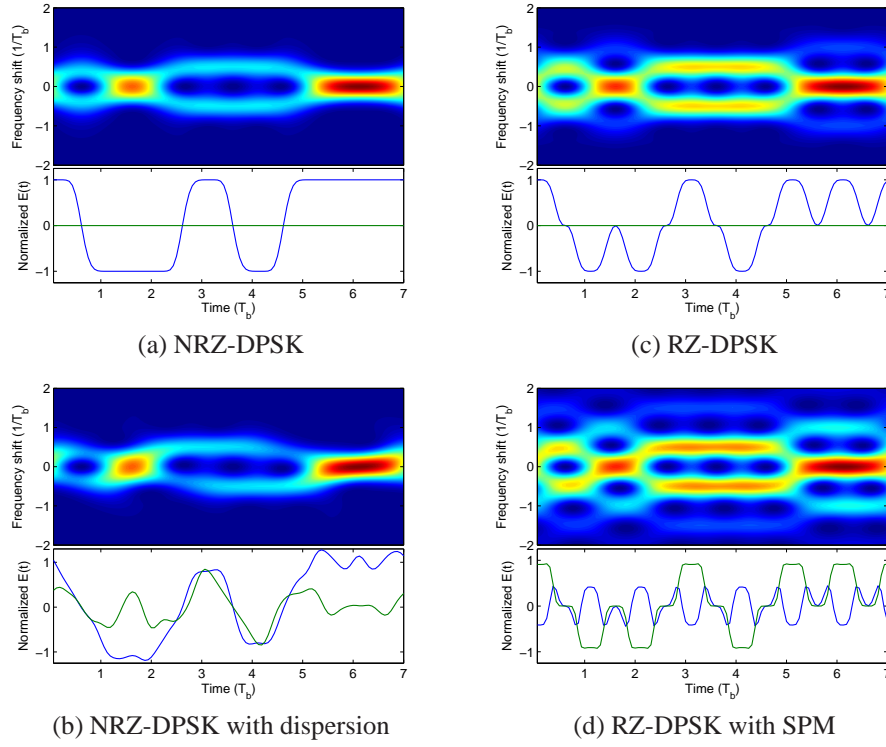 2
1
0
−1
−2
Frequency shift (1/T_b)
1
0
−1
Normalized E(t)
1 2 3 4 5 6 7
Time (T_b)
(a) NRZ-DPSK
2
1
0
−1
−2
Frequency shift (1/T_b)
1
0
−1
Normalized E(t)
1 2 3 4 5 6 7
Time (T_b)
(c) RZ-DPSK
2
1
0
−1
−2
Frequency shift (1/T_b)
1
0
−1
Normalized E(t)
1 2 3 4 5 6 7
Time (T_b)
(b) NRZ-DPSK with dispersion
2
1
0
−1
−2
Frequency shift (1/T_b)
1
0
−1
Normalized E(t)
1 2 3 4 5 6 7
Time (T_b)
(d) RZ-DPSK with SPM